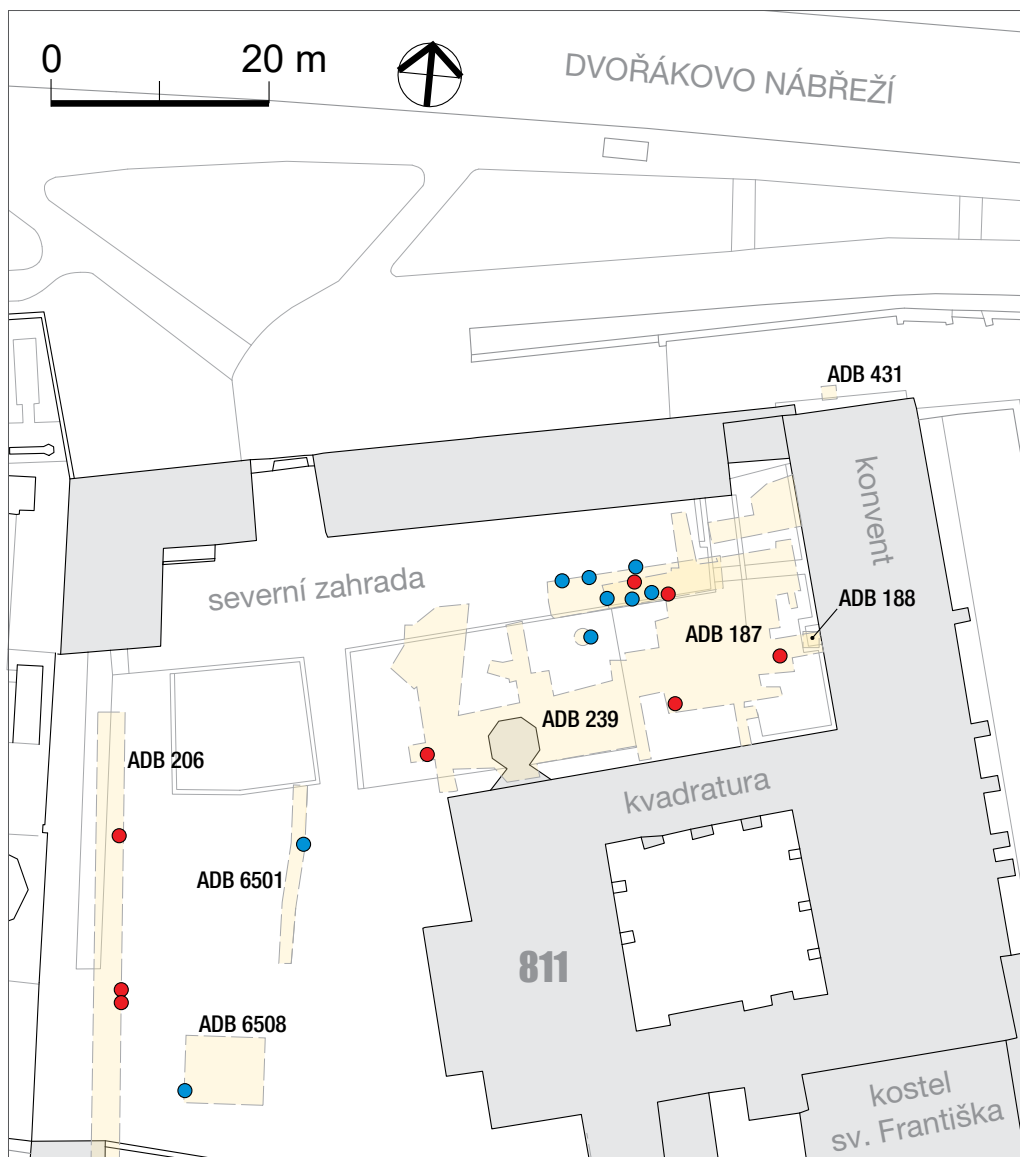 0 20 m
DVOŘÁKOVO NÁBŘEŽÍ
ADB 431
konvent
severní zahrada
ADB 188
ADB 187
ADB 239
ADB 206
kvadratura
ADB 6501
811
ADB 6508
kostel
sv. Františka